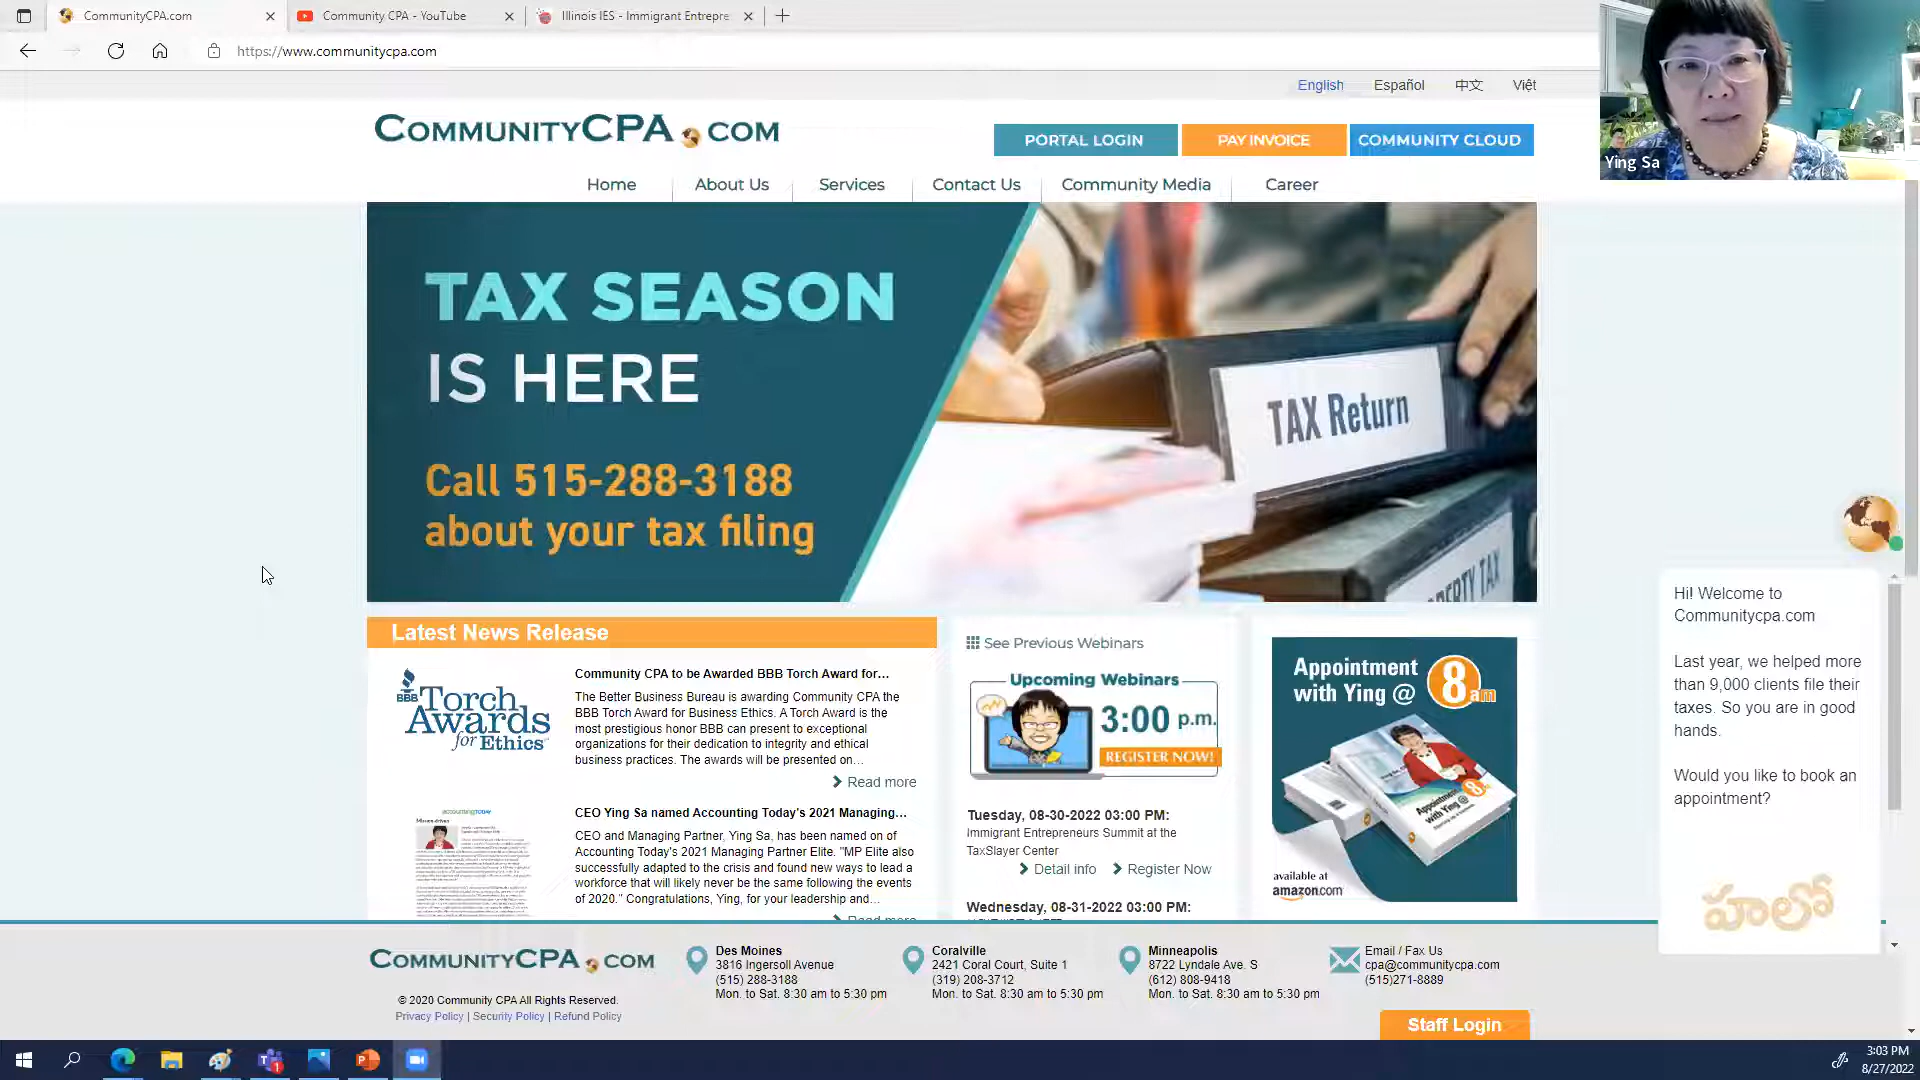 CommunityCPA.com
Community CPA - YouTube
Illinois IES - Immigrant Entrepre
https://www.communitycpa.com
English Español 中文 Việt
COMMUNITYCPA.COM
PORTAL LOGIN
PAY INVOICE
COMMUNITY CLOUD
Ying Sa
Home
About Us
Services
Contact Us
Community Media
Career
TAX SEASON
IS HERE
Call 515-288-3188
about your tax filing
TAX Return
PROPERTY TAX
Latest News Release
BBB
Torch
Awards
for Ethics
Community CPA to be Awarded BBB Torch Award for...
The Better Business Bureau is awarding Community CPA the
BBB Torch Award for Business Ethics. A Torch Award is the
most prestigious honor BBB can present to exceptional
organizations for their dedication to integrity and ethical
business practices. The awards will be presented on...
Read more
accountingTODAY
CEO Ying Sa named Accounting Today's 2021 Managing...
CEO and Managing Partner, Ying Sa, has been named on of
Accounting Today's 2021 Managing Partner Elite. "MP Elite also
successfully adapted to the crisis and found new ways to lead a
workforce that will likely never be the same following the events
of 2020." Congratulations, Ying, for your leadership and...
Read more
See Previous Webinars
Upcoming Webinars
3:00 p.m.
REGISTER NOW!
Tuesday, 08-30-2022 03:00 PM:
Immigrant Entrepreneurs Summit at the
TaxSlayer Center
Detail info Register Now
Wednesday, 08-31-2022 03:00 PM:
Appointment
with Ying @ 8am
available at
amazon.com
Hi! Welcome to
Communitycpa.com
Last year, we helped more
than 9,000 clients file their
taxes. So you are in good
hands.
Would you like to book an
appointment?
హలో
COMMUNITYCPA.COM
© 2020 Community CPA All Rights Reserved.
Privacy Policy | Security Policy | Refund Policy
Des Moines
3816 Ingersoll Avenue
(515) 288-3188
Mon. to Sat. 8:30 am to 5:30 pm
Coralville
2421 Coral Court, Suite 1
(319) 208-3712
Mon. to Sat. 8:30 am to 5:30 pm
Minneapolis
8722 Lyndale Ave. S
(612) 808-9418
Mon. to Sat. 8:30 am to 5:30 pm
Email / Fax Us
cpa@communitycpa.com
(515)271-8889
Staff Login
3:03 PM
8/27/2022